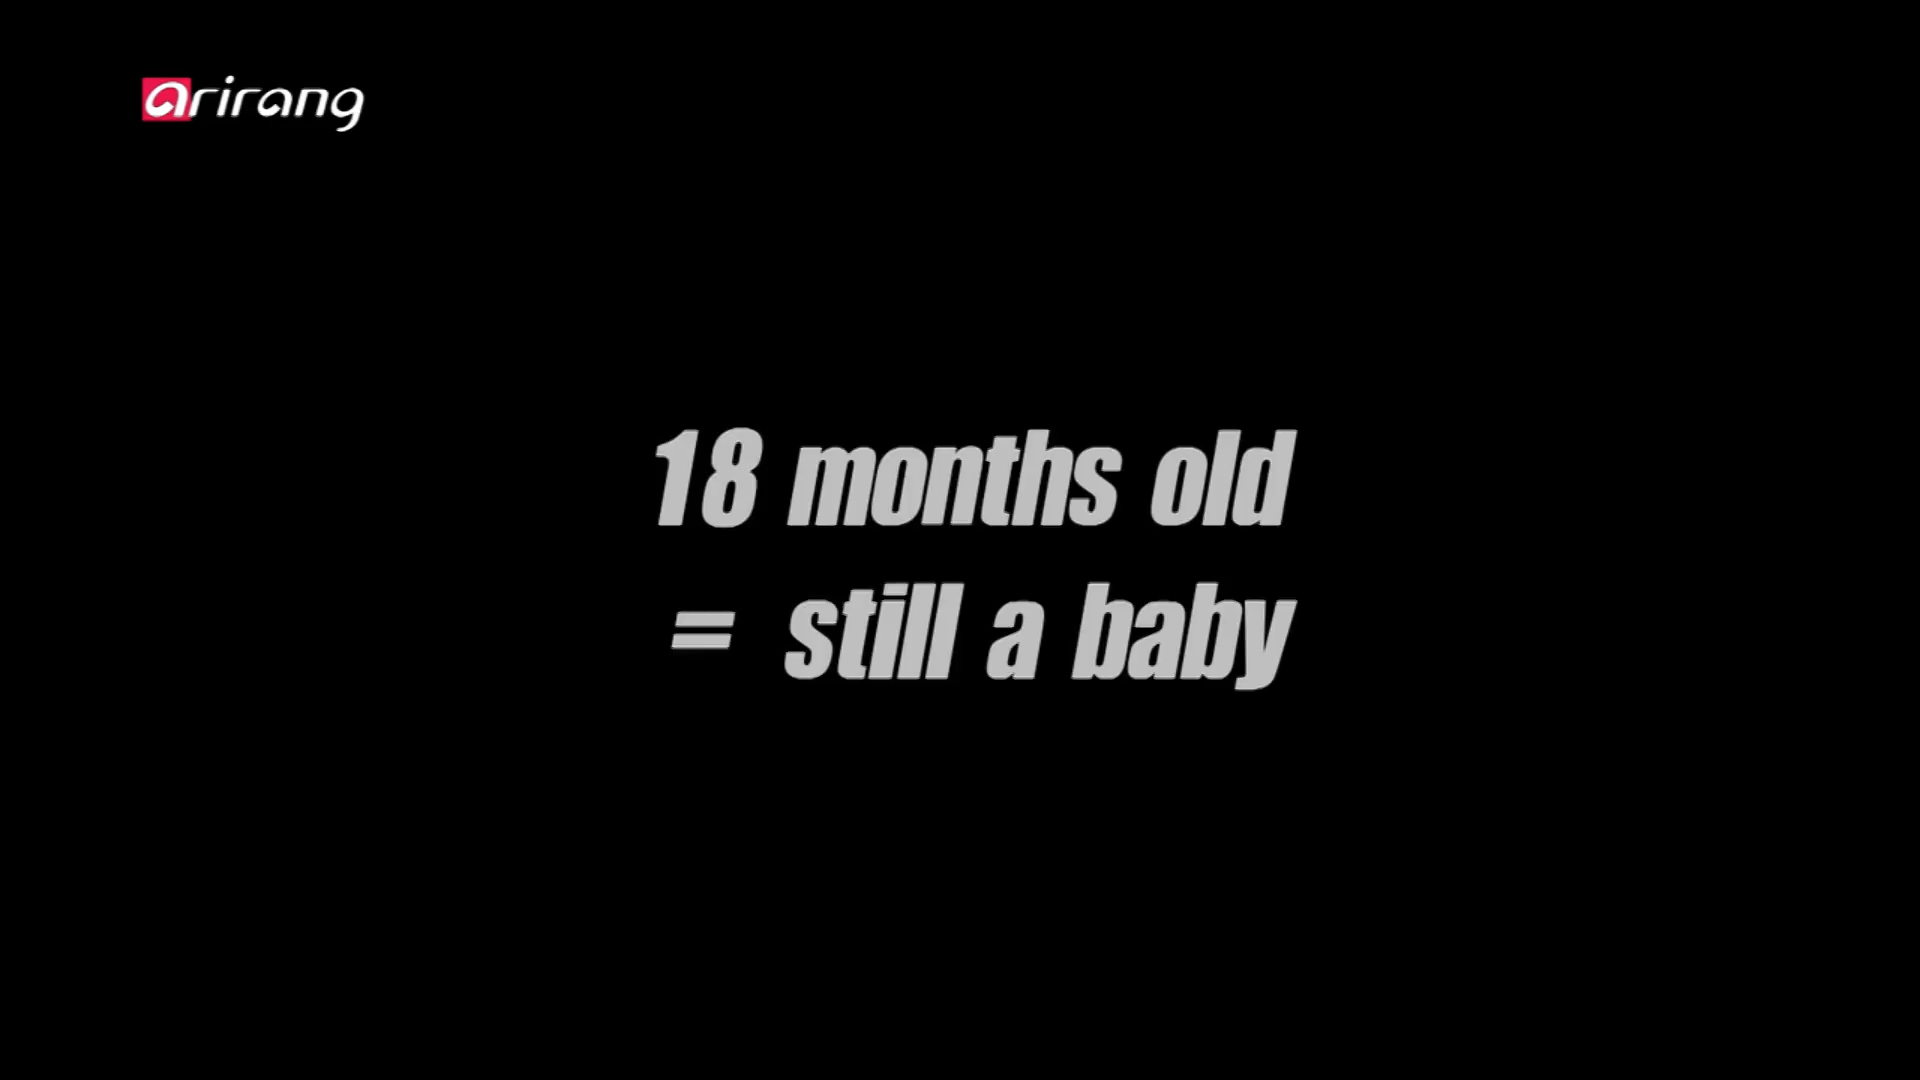 arirang
18 months old
= still a baby